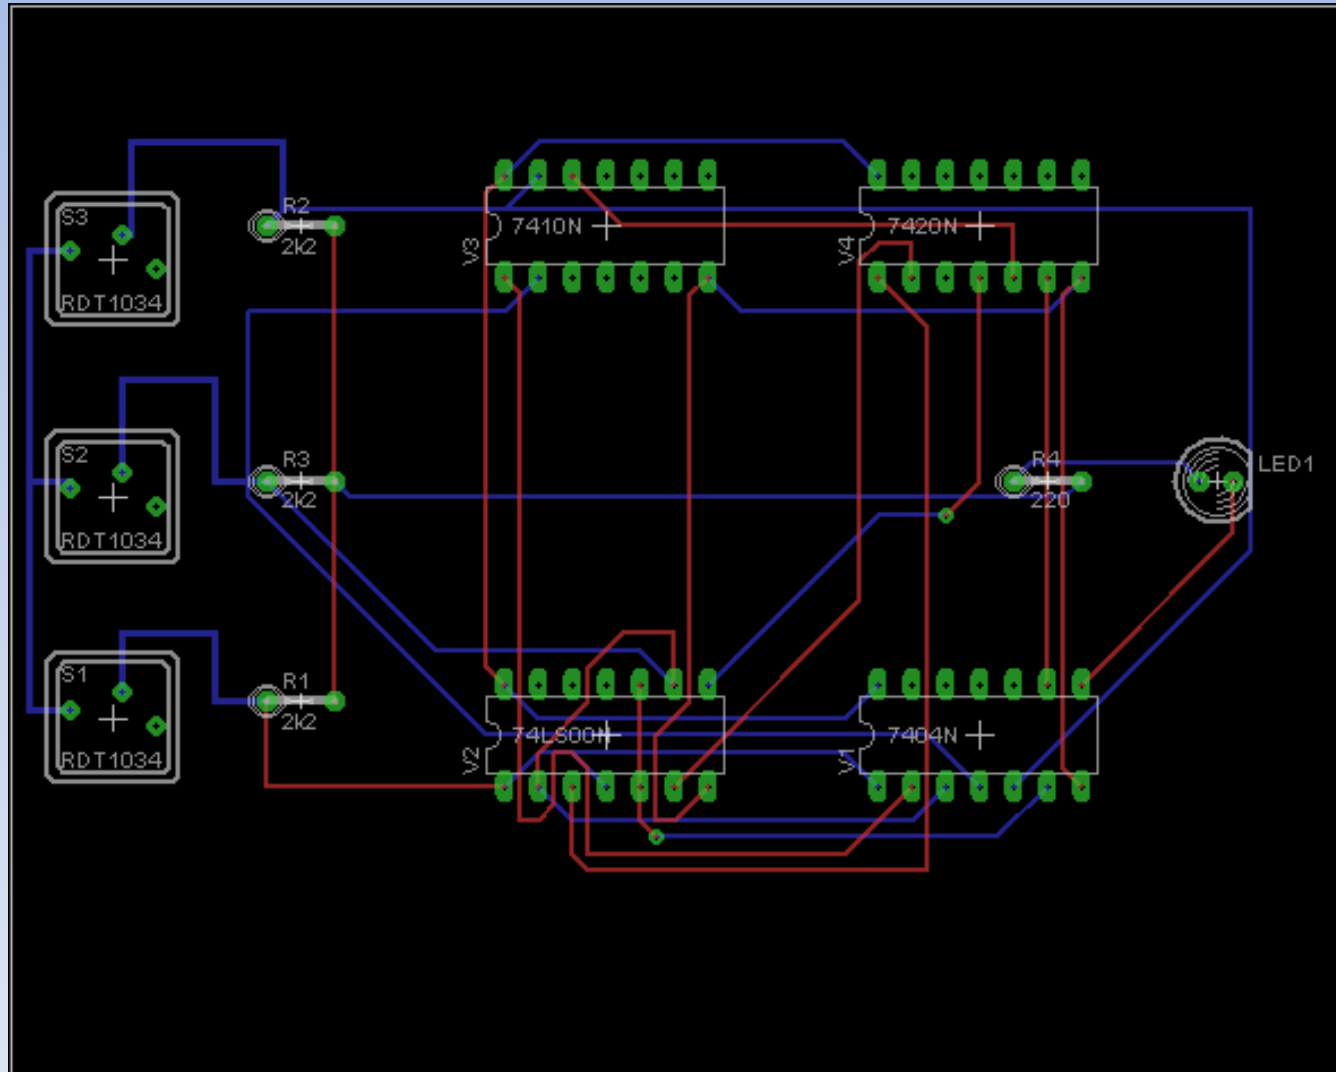 S3
RDT1034
R2
2k2
V3
7410N
V4
7420N
S2
RDT1034
R3
2k2
R4
220
LED1
S1
RDT1034
R1
2k2
V2
74LS00N
V1
7404N